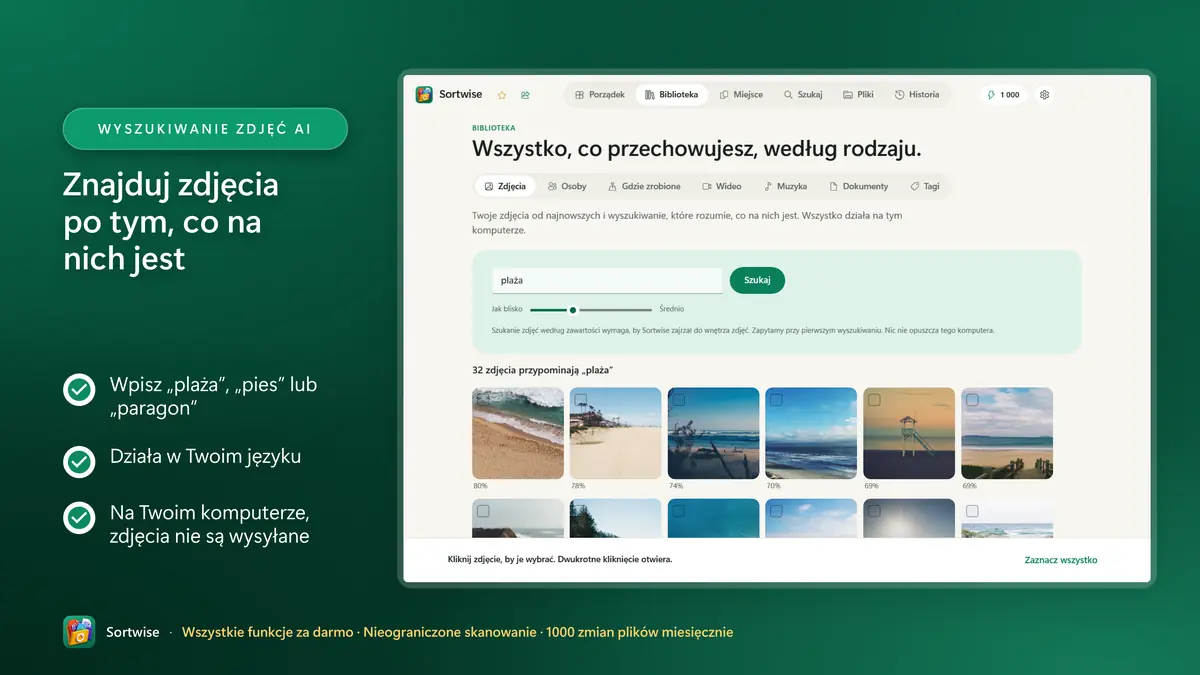 WYSZUKIWANIE ZDJĘĆ AI
Znajduj zdjęcia
po tym, co na
nich jest
Wpisz „plaża”, „pies” lub
„paragon”
Działa w Twoim języku
Na Twoim komputerze,
zdjęcia nie są wysyłane
Sortwise
Porządek
Biblioteka
Miejsce
Szukaj
Pliki
Historia
1 000
BIBLIOTEKA
Wszystko, co przechowujesz, według rodzaju.
Zdjęcia
Osoby
Gdzie zrobione
Wideo
Muzyka
Dokumenty
Tagi
Twoje zdjęcia od najnowszych i wyszukiwanie, które rozumie, co na nich jest. Wszystko działa na tym
komputerze.
plaża
Szukaj
Jak blisko
Średnio
Szukanie zdjęć według zawartości wymaga, by Sortwise zajrzał do wnętrza zdjęć. Zapytamy przy pierwszym wyszukiwaniu. Nic nie opuszcza tego komputera.
32 zdjęcia przypominają „plaża”
80%
78%
74%
70%
69%
69%
Kliknij zdjęcie, by je wybrać. Dwukrotne kliknięcie otwiera.
Zaznacz wszystko
Sortwise · Wszystkie funkcje za darmo · Nieograniczone skanowanie · 1000 zmian plików miesięcznie